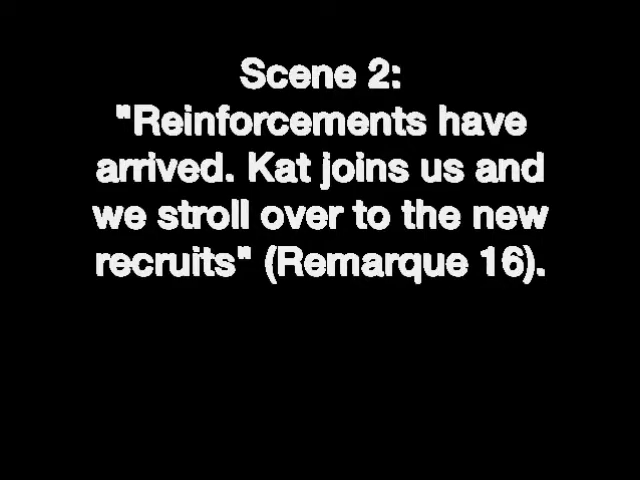 Scene 2:
"Reinforcements have
arrived. Kat joins us and
we stroll over to the new
recruits" (Remarque 16).